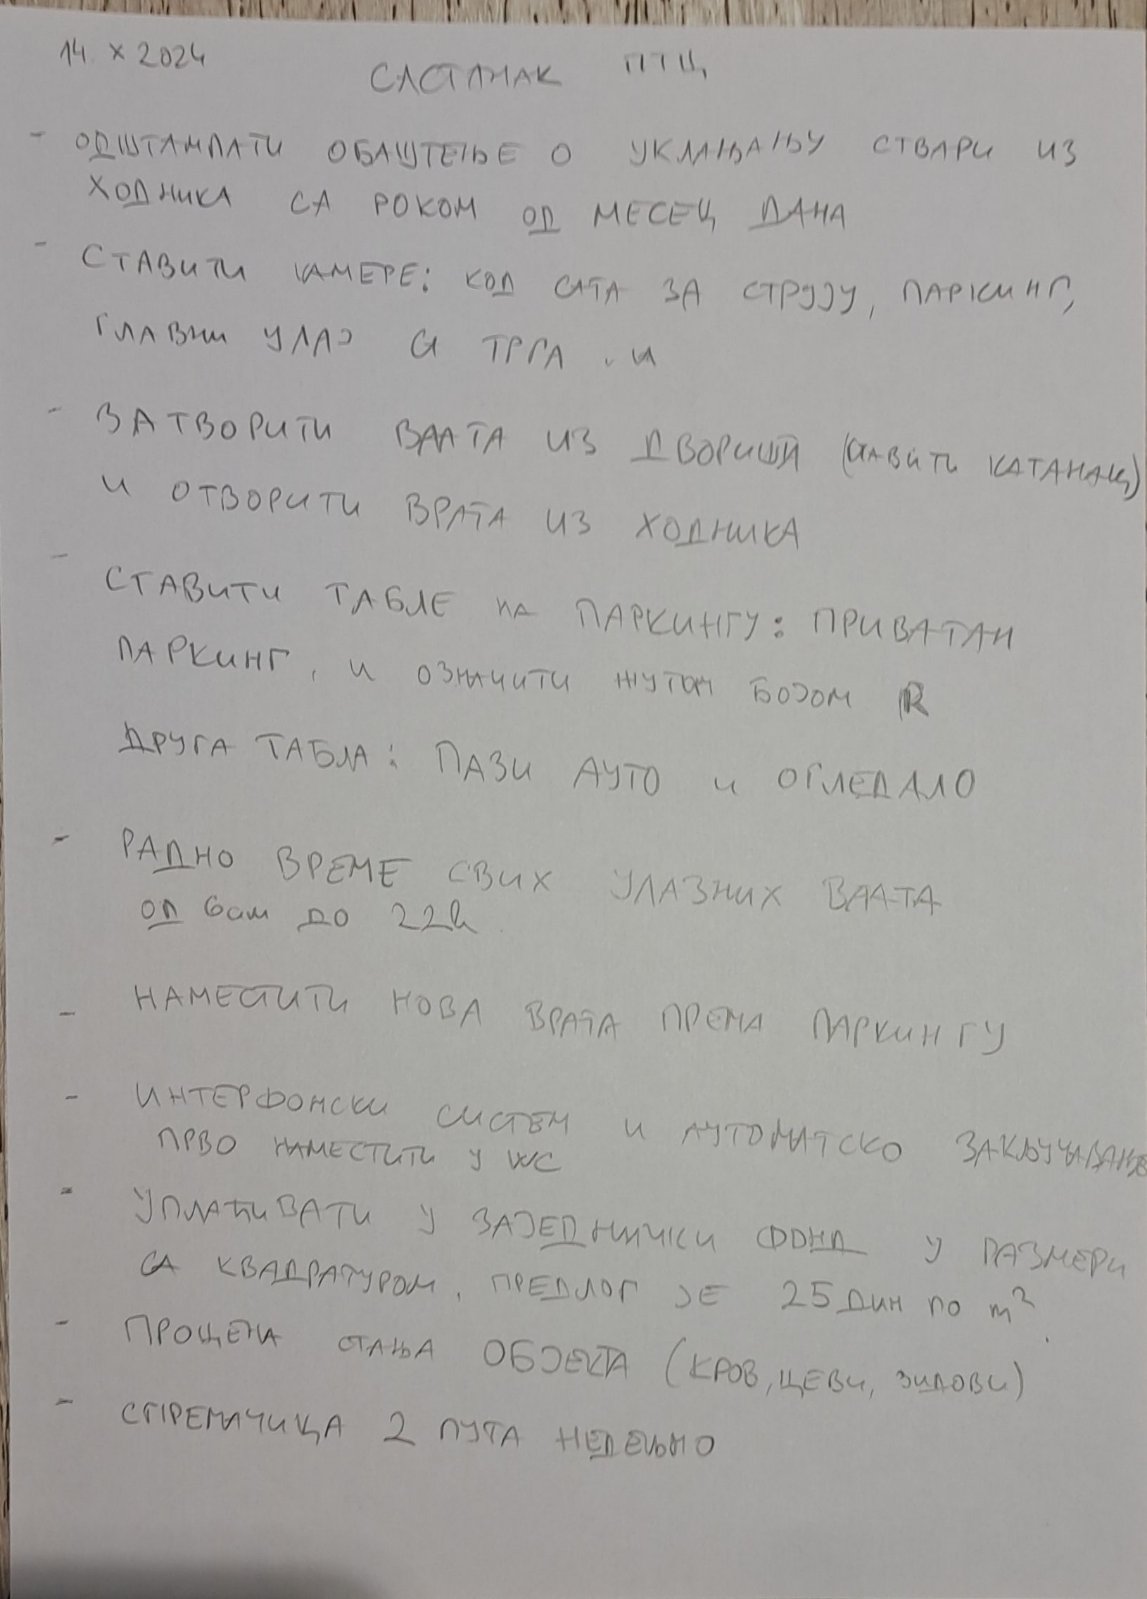 14 X 2024
САСТАНАК ПТЦ
- ОДШТАМПАТИ ОБАШТЕЊЕ О УКЛАЊАЊУ СТВАРИ ИЗ
ХОДНИКА СА РОКОМ ОД МЕСЕЦ ДАНА
- СТАВИТИ КАМЕРЕ: КОД САТА ЗА СТРУЈУ, ПАРКИНГ,
ГЛАВНИ УЛАЗ СА ТРГА . И
- ЗАТВОРИТИ ВРАТА ИЗ ДВОРИШТА (СТАВИТИ КАТАНАЦ)
И ОТВОРИТИ ВРАТА ИЗ ХОДНИКА
- СТАВИТИ ТАБЛЕ НА ПАРКИНГУ: ПРИВАТАН
ПАРКИНГ, И ОЗНАЧИТИ ЖУТОМ БОЈОМ R
ДРУГА ТАБЛА: ПАЗИ АУТО И ОГЛЕДАЛО
- РАДНО ВРЕМЕ СВИХ УЛАЗНИХ ВРАТА
ОД 6 am ДО 22h
- НАМЕСТИТИ НОВА ВРАТА ПРЕМА ПАРКИНГУ
- ИНТЕРФОНСКИ СИСТЕМ И АУТОМАТСКО ЗАКЉУЧАВАЊЕ
ПРВО НАМЕСТИТИ У WC
- УПЛАЋИВАТИ У ЗАЈЕДНИЧКИ ФОНД У РАЗМЕРИ
СА КВАДРАТУРОМ, ПРЕДЛОГ ЈЕ 25 ДИН ПО m².
- ПРОЦЕНА СТАЊА ОБЈЕКТА (КРОВ, ЦЕВИ, ЗИДОВИ)
- СПРЕМАЧИЦА 2 ПУТА НЕДЕЉНО